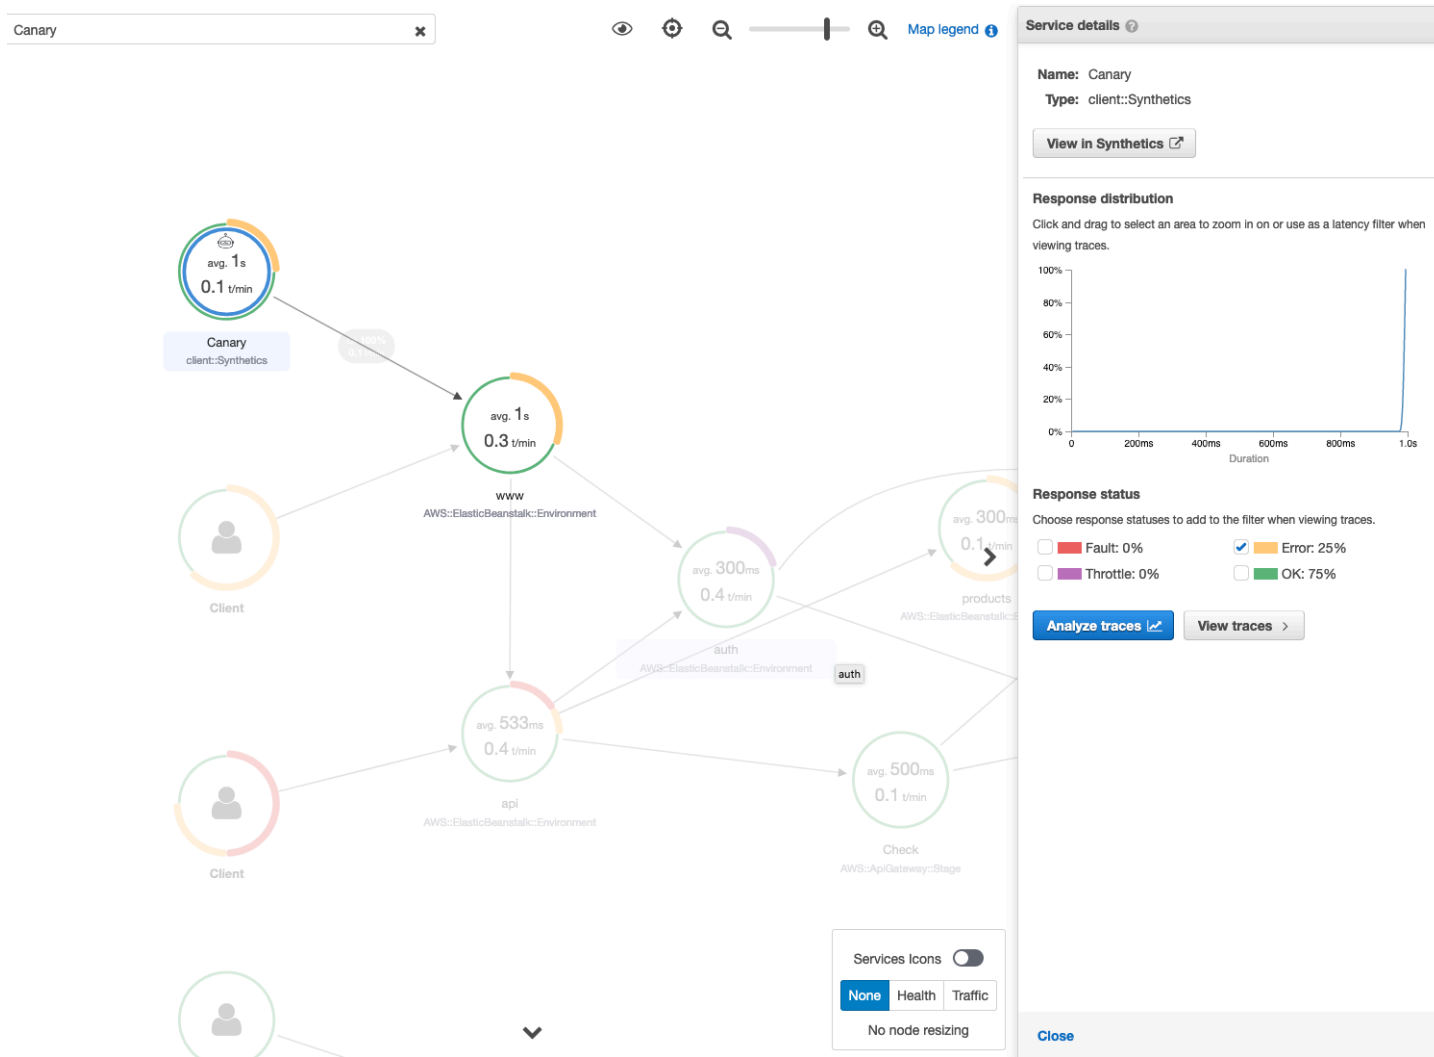 Canary
Map legend
Service details
Name: Canary
Type: client::Synthetics
View in Synthetics
Response distribution
Click and drag to select an area to zoom in on or use as a latency filter when
viewing traces.
100%
80%
60%
40%
20%
0%
0 200ms 400ms 600ms 800ms 1.0s
Duration
Response status
Choose response statuses to add to the filter when viewing traces.
Fault: 0% Error: 25%
Throttle: 0% OK: 75%
Analyze traces View traces
Close
avg. 1s
0.1 t/min
Canary
client::Synthetics
100%
avg. 1s
0.3 t/min
www
AWS::ElasticBeanstalk::Environment
Client
avg. 300ms
0.4 t/min
auth
AWS::ElasticBeanstalk::Environment
auth
avg. 300ms
0.1 t/min
products
avg. 533ms
0.4 t/min
api
AWS::ElasticBeanstalk::Environment
Client
avg. 500ms
0.1 t/min
Check
AWS::ApiGateway::Stage
Services Icons
None Health Traffic
No node resizing